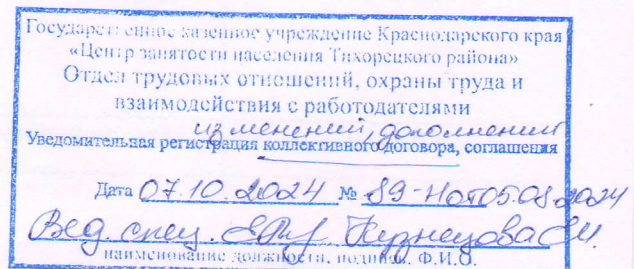 Государственное казенное учреждение Краснодарского края
«Центр занятости населения Тихорецкого района»
Отдел трудовых отношений, охраны труда и
взаимодействия с работодателями
изменений, дополнений
Уведомительная регистрация коллективного договора, соглашения
Дата 07.10.2024 № 89-Н от 05.08.2024
Вед. спец. Кузнецова Е.И.
наименование должности, подпись, Ф.И.О.